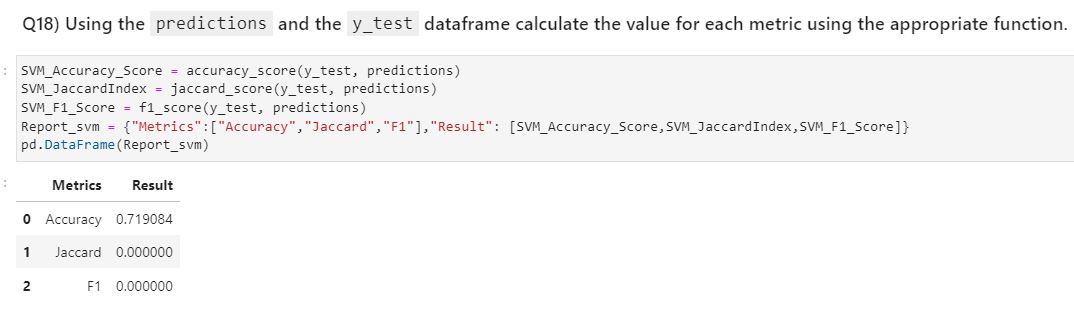 Q18) Using the predictions and the y_test dataframe calculate the value for each metric using the appropriate function.
:
SVM_Accuracy_Score = accuracy_score(y_test, predictions)
SVM_JaccardIndex = jaccard_score(y_test, predictions)
SVM_F1_Score = f1_score(y_test, predictions)
Report_svm = {"Metrics":["Accuracy","Jaccard","F1"],"Result": [SVM_Accuracy_Score,SVM_JaccardIndex,SVM_F1_Score]}
pd.DataFrame(Report_svm)
:
Metrics Result
0 Accuracy 0.719084
1 Jaccard 0.000000
2 F1 0.000000